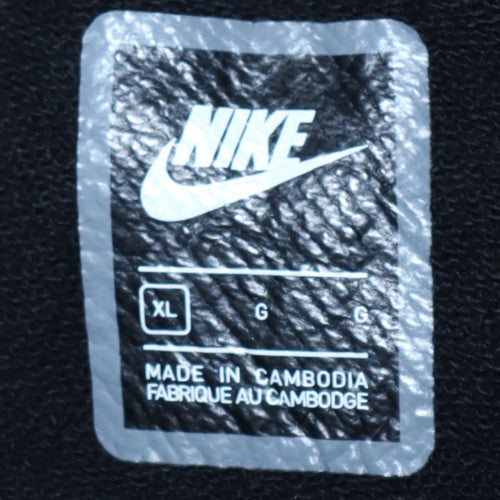 NIKE
XL G G
MADE IN CAMBODIA
FABRIQUE AU CAMBODGE